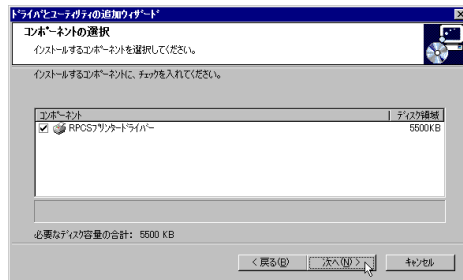 ﾄﾞﾗｲﾊﾞとﾕｰﾃｨﾘﾃｨの追加ｳｨｻﾞｰﾄﾞ
ｺﾝﾎﾟｰﾈﾝﾄの選択
ｲﾝｽﾄｰﾙするｺﾝﾎﾟｰﾈﾝﾄを選択してください。
ｲﾝｽﾄｰﾙするｺﾝﾎﾟｰﾈﾝﾄに、ﾁｪｯｸを入れてください。
ｺﾝﾎﾟｰﾈﾝﾄ ﾃﾞｨｽｸ領域
RPCSﾌﾟﾘﾝﾀｰﾄﾞﾗｲﾊﾞｰ 5500KB
必要なﾃﾞｨｽｸ容量の合計: 5500 KB
< 戻る(B) 次へ(N) > ｷｬﾝｾﾙ